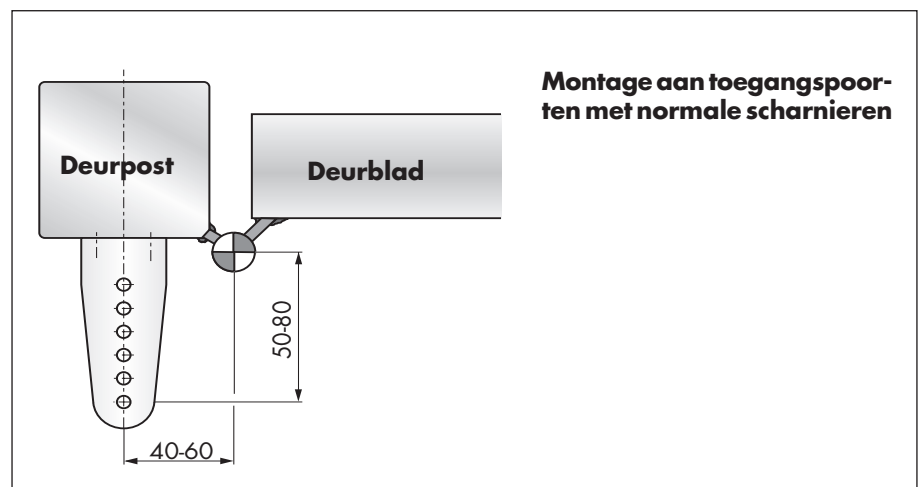 Montage aan toegangspoor-
ten met normale scharnieren
Deurpost
Deurblad
50-80
40-60